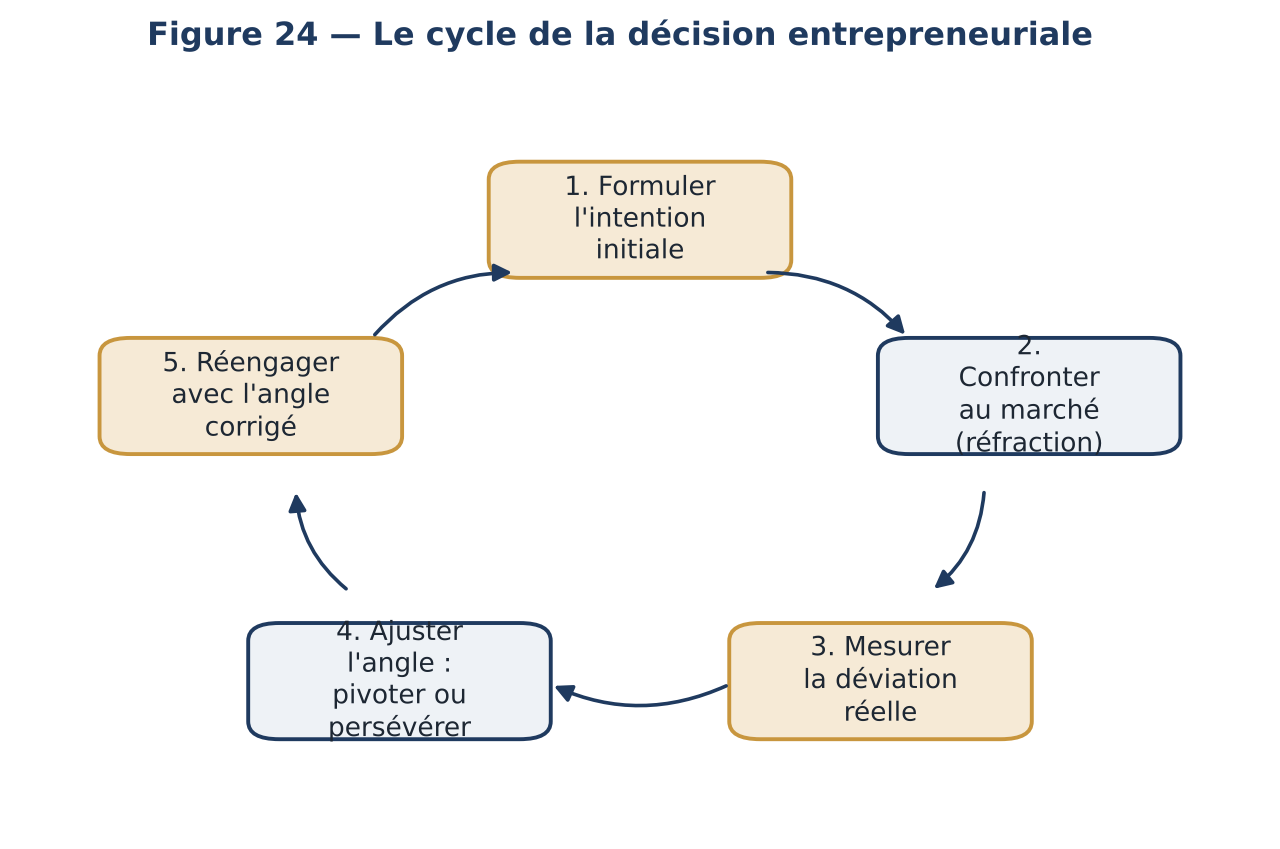 Figure 24 — Le cycle de la décision entrepreneuriale
1. Formuler
l'intention
initiale
2.
Confronter
au marché
(réfraction)
3. Mesurer
la déviation
réelle
4. Ajuster
l'angle :
pivoter ou
persévérer
5. Réengager
avec l'angle
corrigé